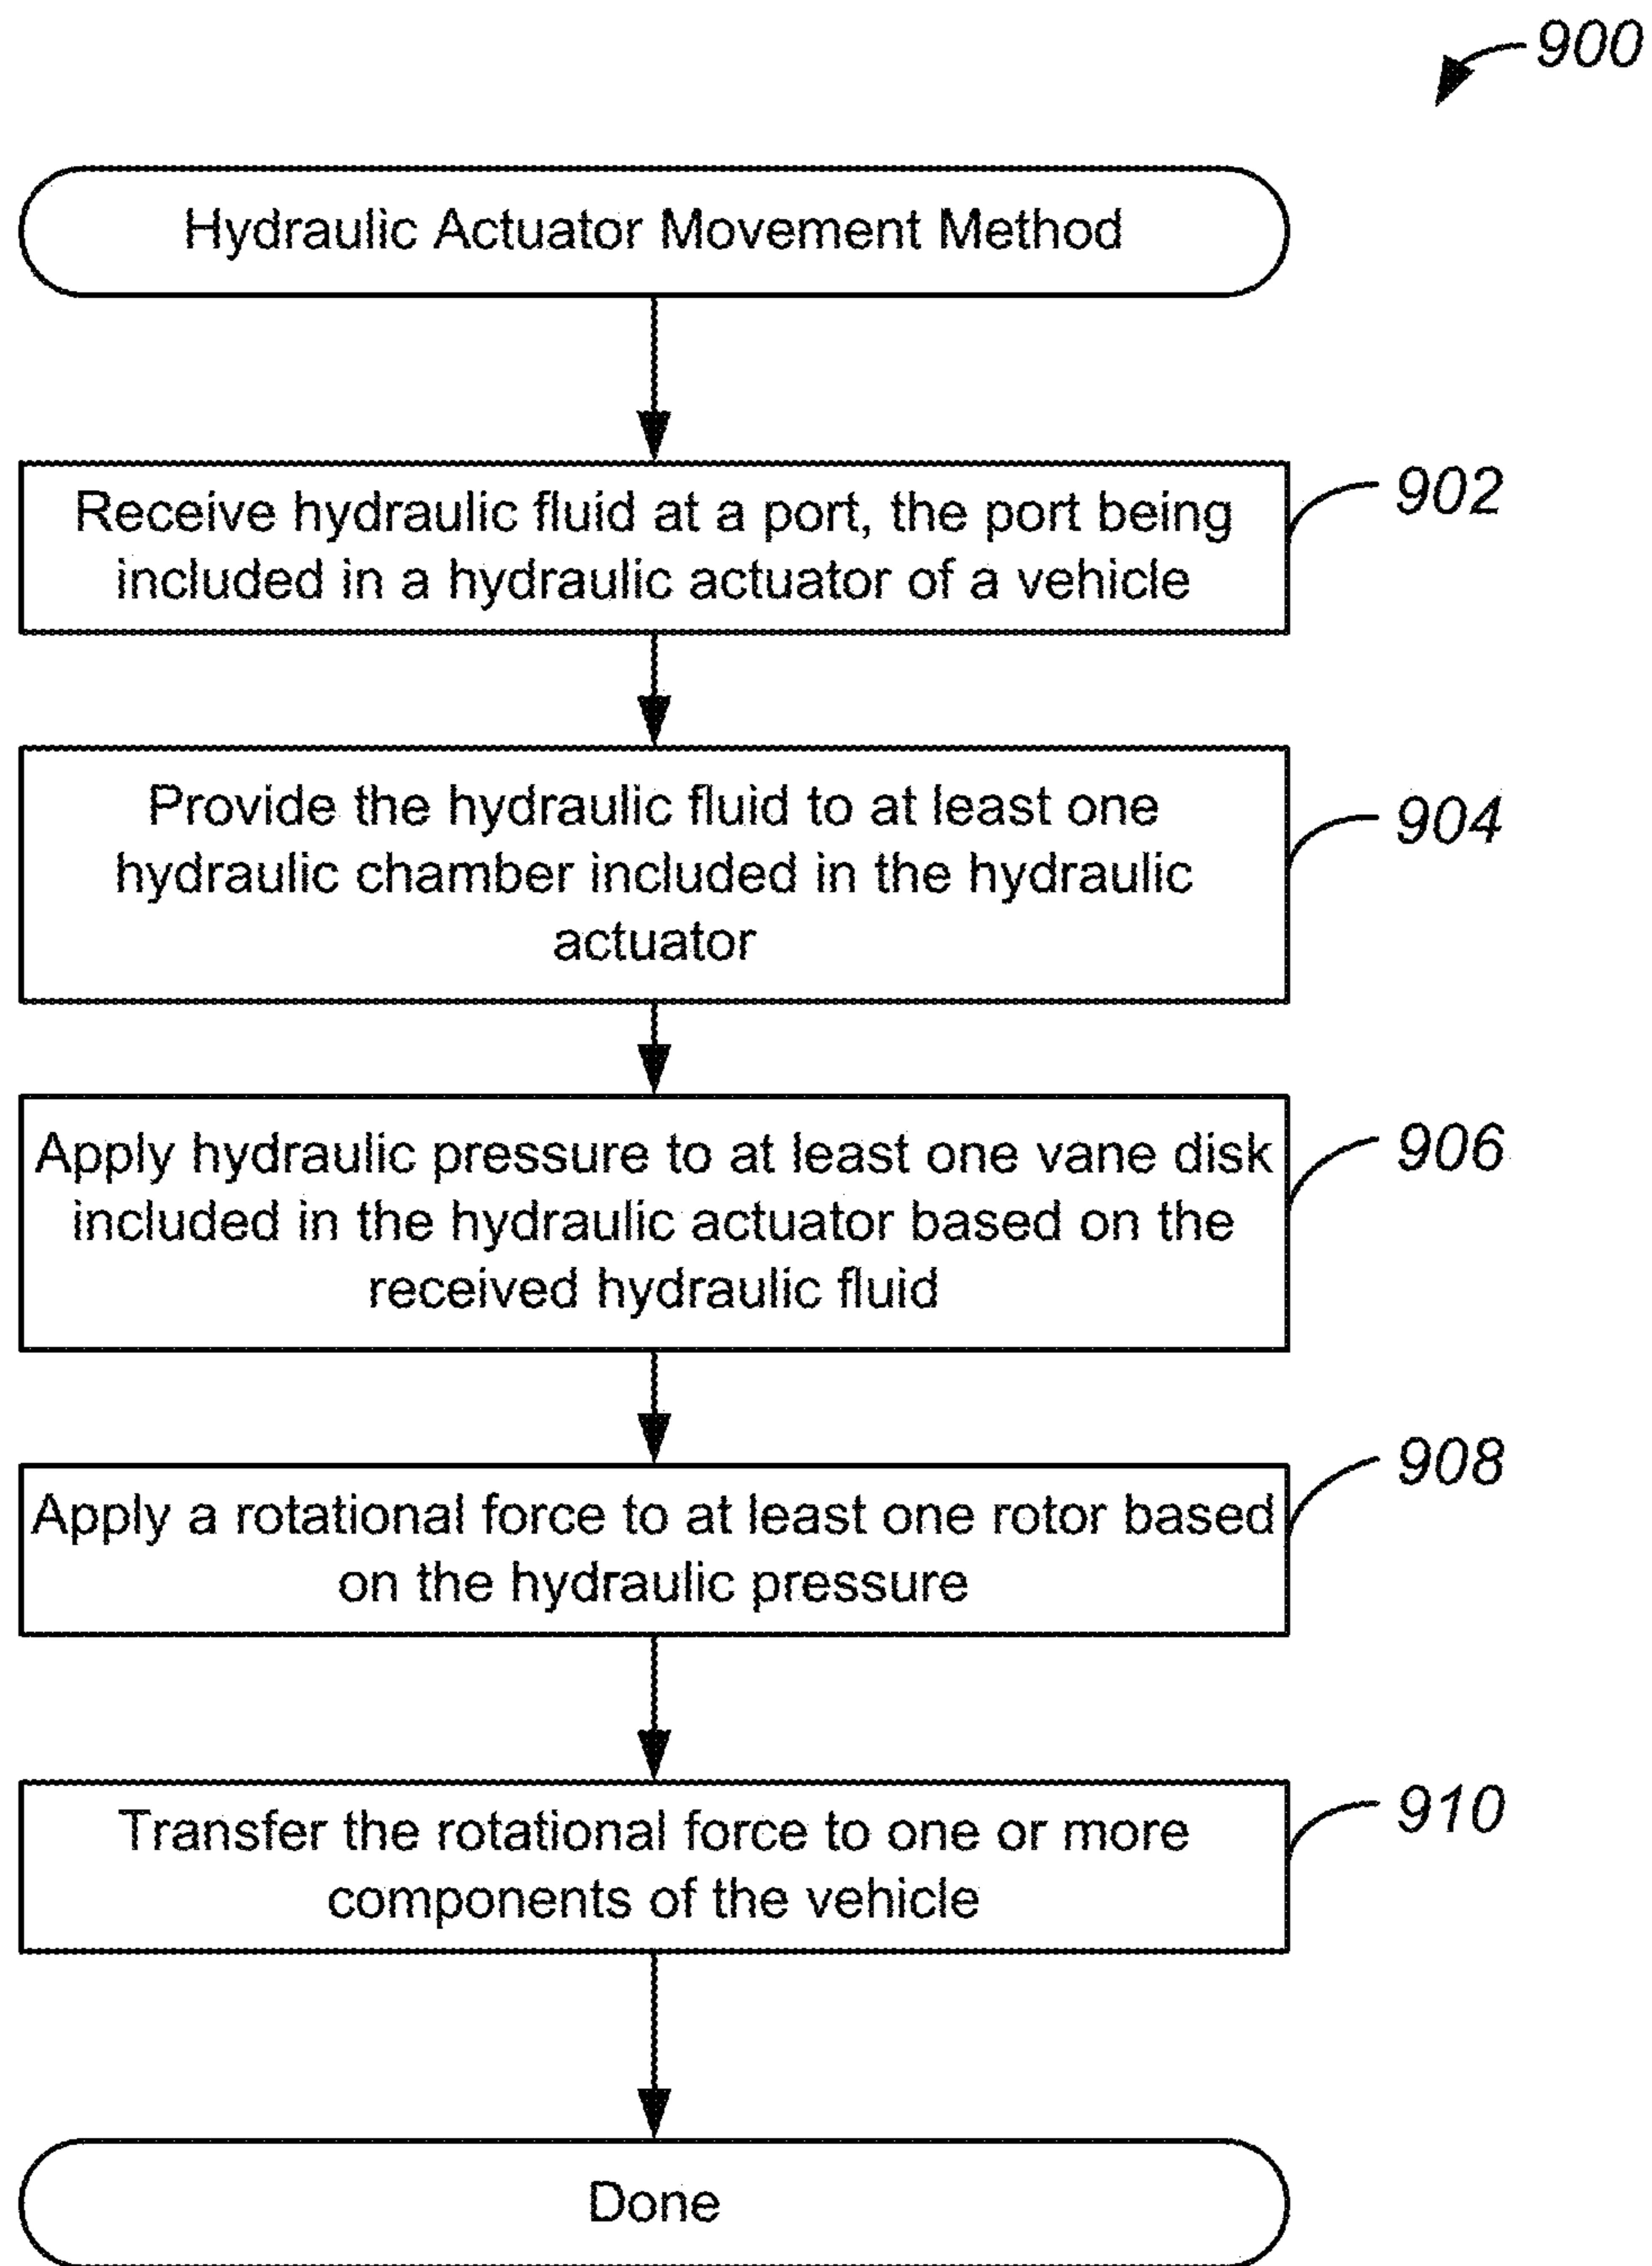 900
Hydraulic Actuator Movement Method
Receive hydraulic fluid at a port, the port being
included in a hydraulic actuator of a vehicle
902
Provide the hydraulic fluid to at least one
hydraulic chamber included in the hydraulic
actuator
904
Apply hydraulic pressure to at least one vane disk
included in the hydraulic actuator based on the
received hydraulic fluid
906
Apply a rotational force to at least one rotor based
on the hydraulic pressure
908
Transfer the rotational force to one or more
components of the vehicle
910
Done